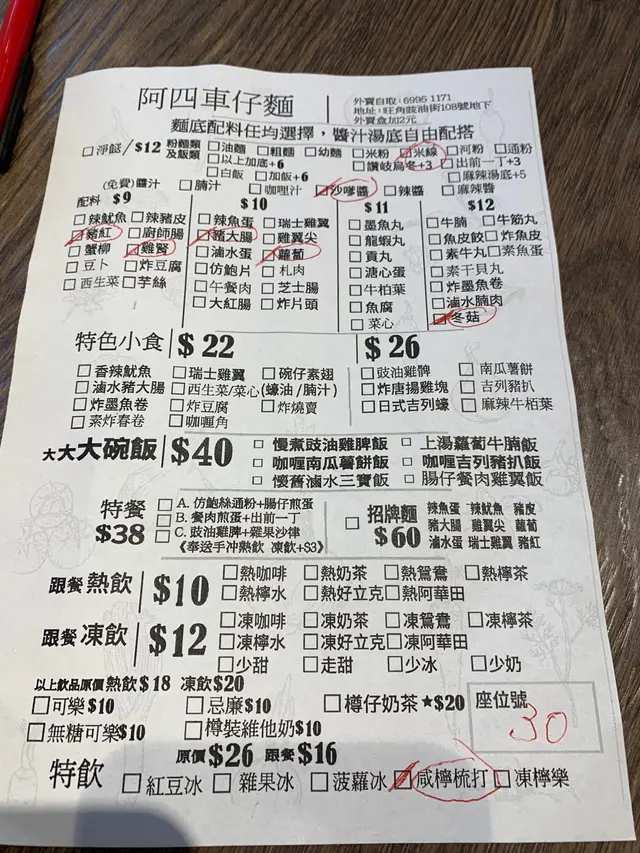 阿四車仔麵
外賣自取:6995 1171
地址:旺角豉油街108號地下
外賣盒加2元
麵底配料任均選擇,醬汁湯底自由配搭
□淨餸/$12 粉麵類及飯類 □油麵 □粗麵 □幼麵 □米粉 □米線 □河粉 □通粉
□以上加底+6 □讚岐烏冬+3 □出前一丁+3
□白飯 □加飯+6 □麻辣湯底+5
(免費)醬汁 □腩汁 □咖喱汁 □沙嗲醬 □辣醬 □麻辣醬
配料 $9
□辣魷魚 □辣豬皮
□豬紅 □廚師腸
□蟹柳 □雞腎
□豆卜 □炸豆腐
□西生菜 □芋絲
$10
□辣魚蛋 □瑞士雞翼
□豬大腸 □雞翼尖
□滷水蛋 □蘿蔔
□仿鮑片 □札肉
□午餐肉 □芝士腸
□大紅腸 □炸片頭
$11
□墨魚丸
□龍蝦丸
□貢丸
□溏心蛋
□牛柏葉
□魚腐
□菜心
$12
□牛腩 □牛筋丸
□魚皮餃 □炸魚皮
□素牛丸 □素魚蛋
□素干貝丸
□炸墨魚卷
□滷水腩肉
□冬菇
特色小食 $22
□香辣魷魚 □瑞士雞翼 □碗仔素翅
□滷水豬大腸 □西生菜/菜心(蠔油/腩汁)
□炸墨魚卷 □炸豆腐 □炸燒賣
□素炸春卷 □咖喱角
$26
□豉油雞髀 □南瓜薯餅
□炸唐揚雞塊 □吉列豬扒
□日式吉列蠔 □麻辣牛栢葉
大大大碗飯 $40
□慢煮豉油雞脾飯 □上湯蘿蔔牛腩飯
□咖喱南瓜薯餅飯 □咖喱吉列豬扒飯
□懷舊滷水三寶飯 □腸仔餐肉雞翼飯
特餐 $38
□A. 仿鮑絲通粉+腸仔煎蛋
□B. 餐肉煎蛋+出前一丁
□C. 豉油雞脾+雜果沙律
《奉送手冲熱飲 凍飲+$3》
□招牌麵 $60
辣魚蛋 辣魷魚 豬皮
豬大腸 雞翼尖 蘿蔔
滷水蛋 瑞士雞翼 豬紅
跟餐熱飲 $10
□熱咖啡 □熱奶茶 □熱鴛鴦 □熱檸茶
□熱檸水 □熱好立克 □熱阿華田
跟餐凍飲 $12
□凍咖啡 □凍奶茶 □凍鴛鴦 □凍檸茶
□凍檸水 □凍好立克 □凍阿華田
□少甜 □走甜 □少冰 □少奶
以上飲品原價熱飲$18 凍飲$20
□可樂$10 □忌廉$10 □樽仔奶茶★$20
□無糖可樂$10 □樽裝維他奶$10
座位號
30
原價$26 跟餐$16
特飲 □紅豆冰 □雜果冰 □菠蘿冰 □咸檸梳打 □凍檸樂